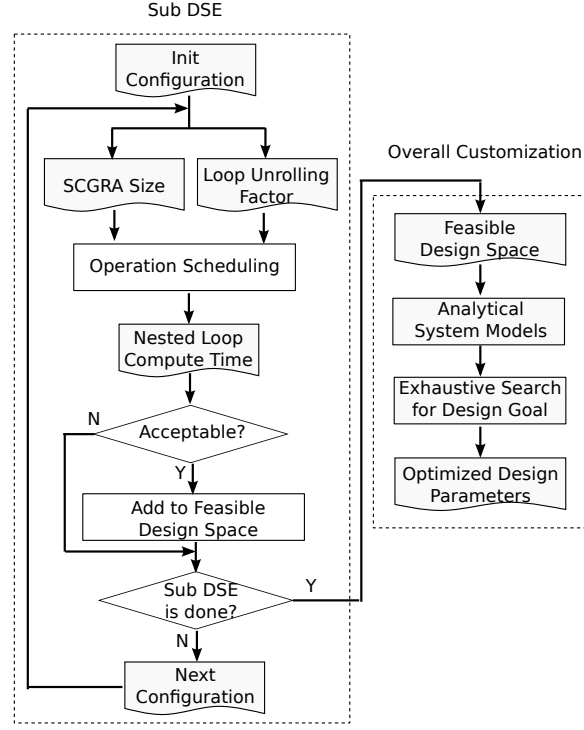 Sub DSE
Init
Configuration
SCGRA Size
Loop Unrolling
Factor
Operation Scheduling
Nested Loop
Compute Time
N
Acceptable?
Y
Add to Feasible
Design Space
Sub DSE
is done?
Y
N
Next
Configuration
Overall Customization
Feasible
Design Space
Analytical
System Models
Exhaustive Search
for Design Goal
Optimized Design
Parameters